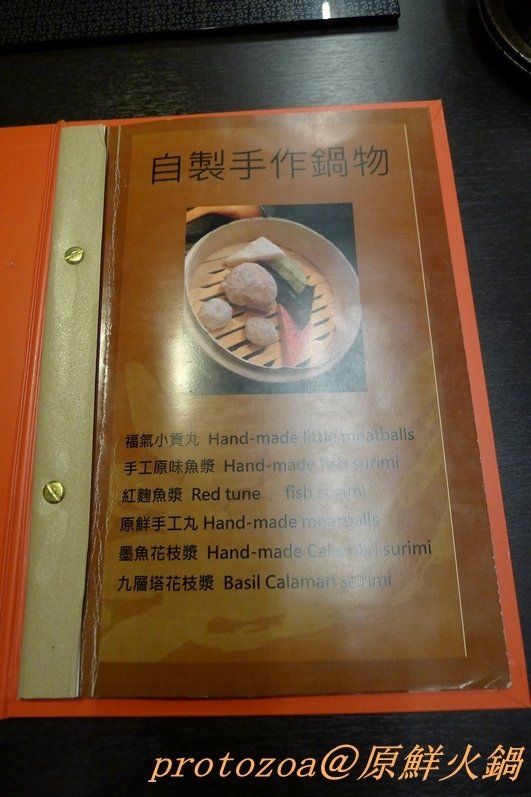 自製手作鍋物
福氣小貢丸 Hand-made little meatballs
手工原味魚漿 Hand-made fish surimi
紅麴魚漿 Red tune fish surimi
原鮮手工丸 Hand-made meatballs
墨魚花枝漿 Hand-made Calamari surimi
九層塔花枝漿 Basil Calamari surimi
protozoa@原鮮火鍋